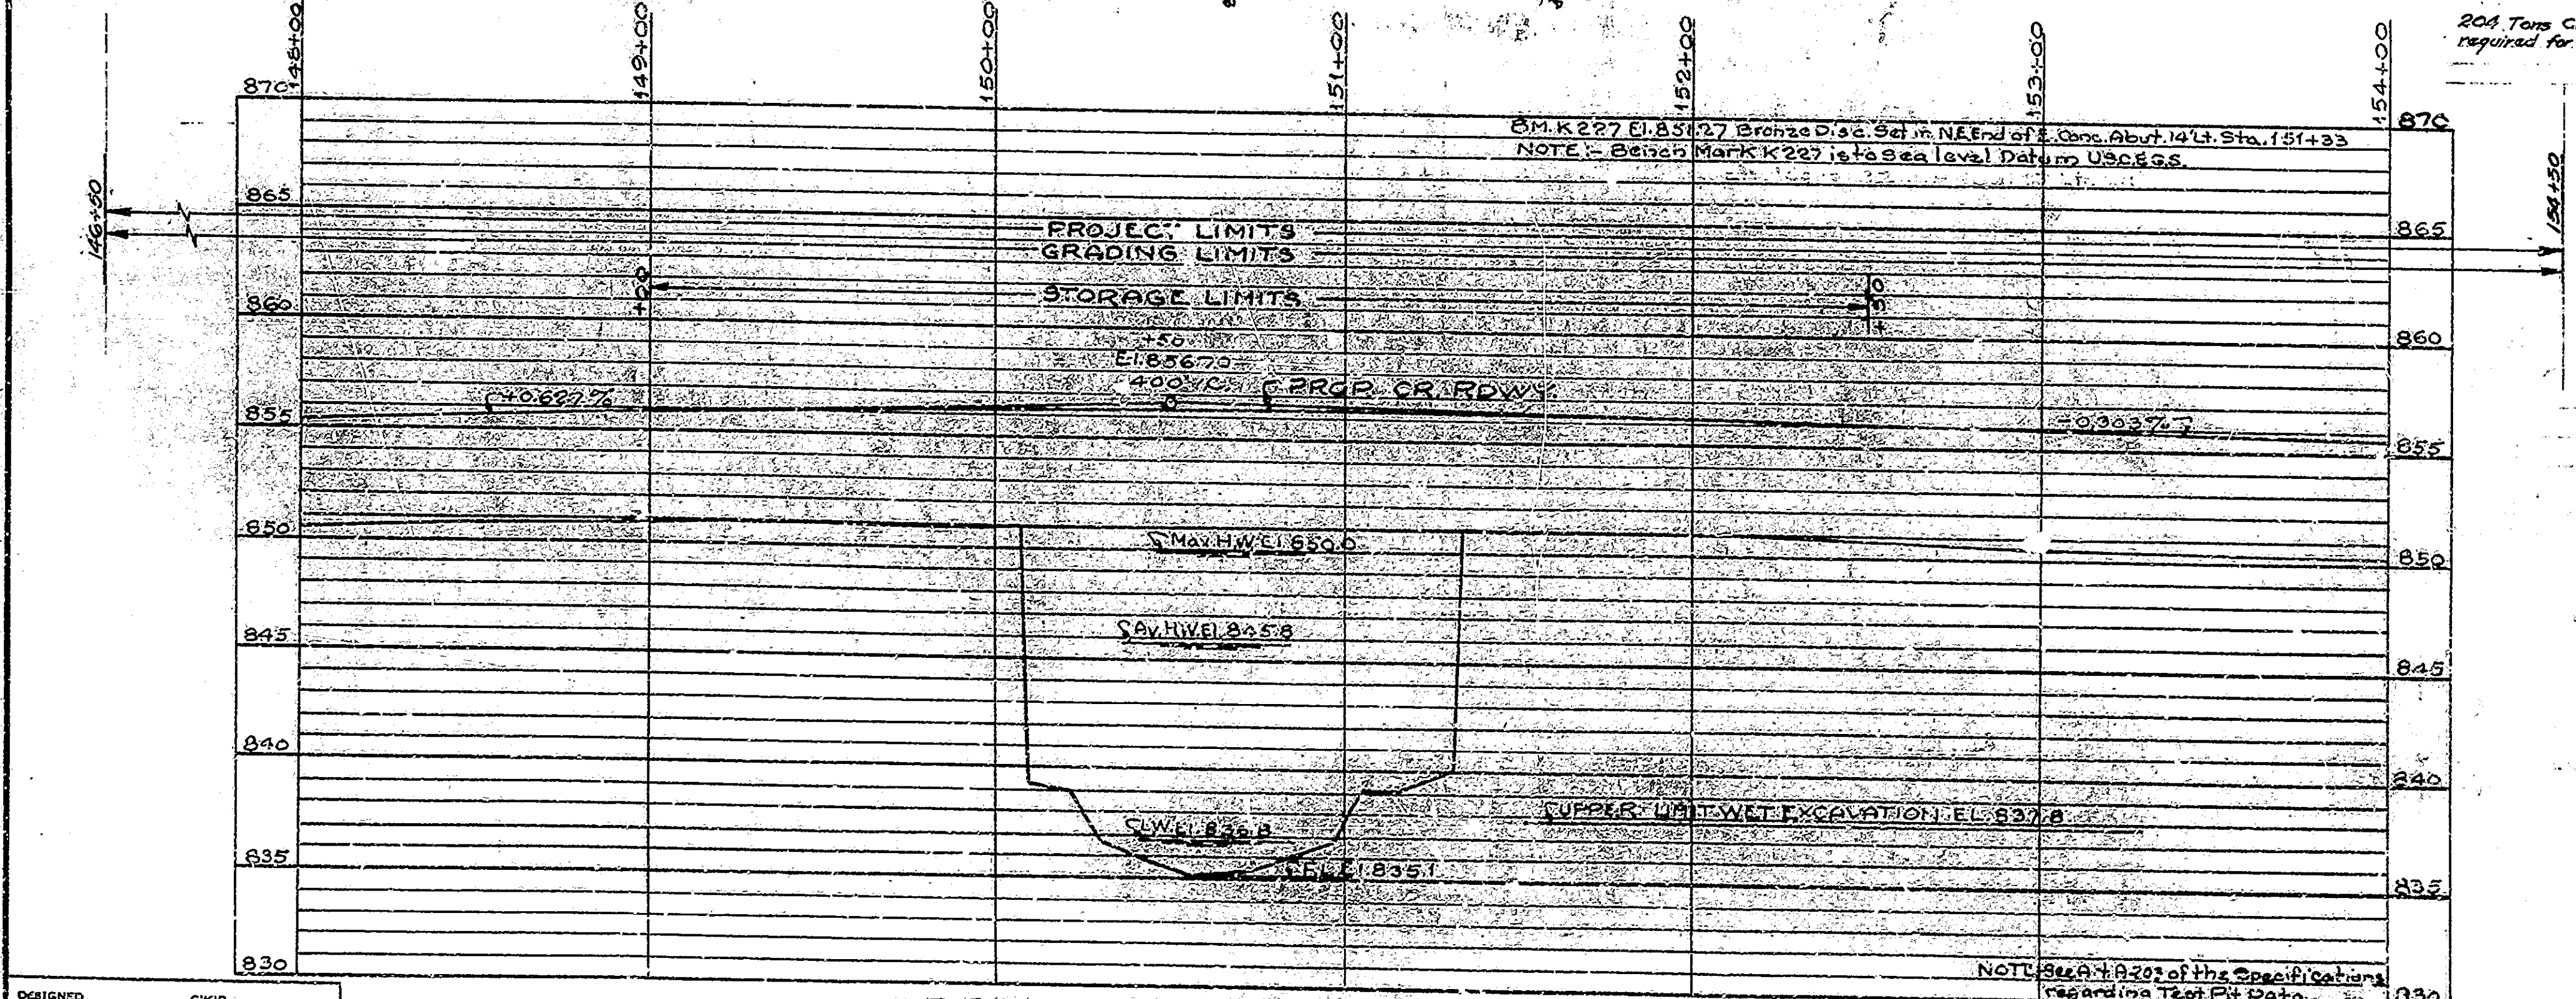 148+00
149+00
150+00
151+00
152+00
153+00
154+00
204 Tons
required for
870
870
B.M. K227 El. 851.27 Bronze Disc. Set in N.E. End of E. Conc. Abut. 14' Lt. Sta. 151+33
NOTE:- Bench Mark K227 is to Sea level Datum U.S.C.& G.S.
146+50
154+50
865
865
PROJECT LIMITS
GRADING LIMITS
+00
STORAGE LIMITS
+50
860
860
+50
El. 856.70
400' V.C.
PROP. CR. RDWY.
+0.627%
-0.303%
855
855
850
850
Max. H.W. El. 850.0
Av. H.W. El. 845.8
845
845
840
840
UPPER LIMIT WET EXCAVATION EL. 837.8
L.W. El. 836.8
835
835
El. 835.1
830
830
NOTE: See A-4 A-203 of the Specifications
regarding Test Pit Data
DESIGNED
CK'D